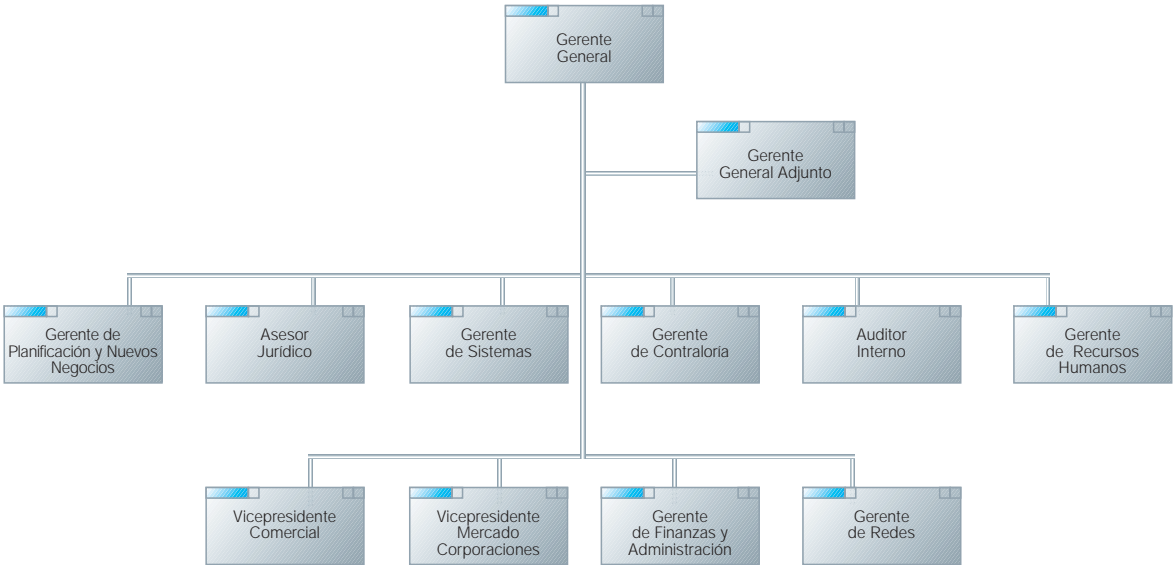 Gerente
General
Gerente
General Adjunto
Gerente de
Planificación y Nuevos
Negocios
Asesor
Jurídico
Gerente
de Sistemas
Gerente
de Contraloría
Auditor
Interno
Gerente
de Recursos
Humanos
Vicepresidente
Comercial
Vicepresidente
Mercado
Corporaciones
Gerente
de Finanzas y
Administración
Gerente
de Redes